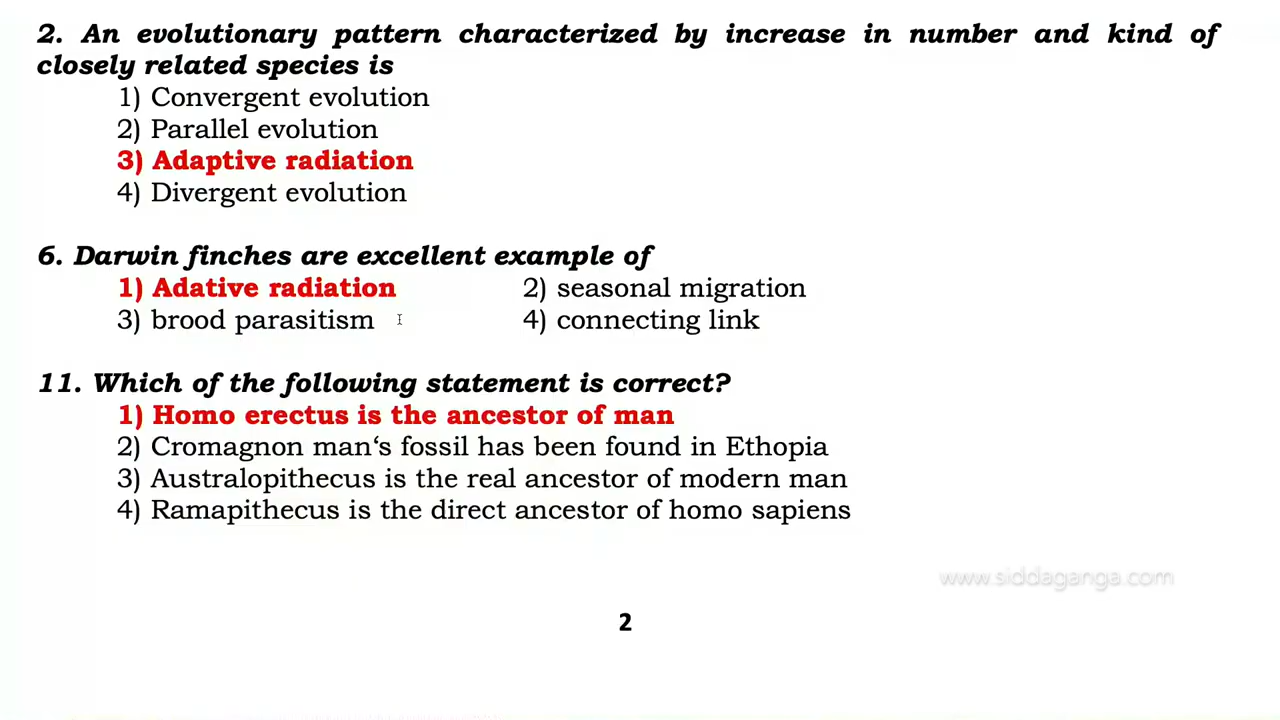 2. An evolutionary pattern characterized by increase in number and kind of
closely related species is
1) Convergent evolution
2) Parallel evolution
3) Adaptive radiation
4) Divergent evolution
6. Darwin finches are excellent example of
1) Adative radiation 2) seasonal migration
3) brood parasitism 4) connecting link
11. Which of the following statement is correct?
1) Homo erectus is the ancestor of man
2) Cromagnon man‘s fossil has been found in Ethopia
3) Australopithecus is the real ancestor of modern man
4) Ramapithecus is the direct ancestor of homo sapiens
www.siddaganga.com
2